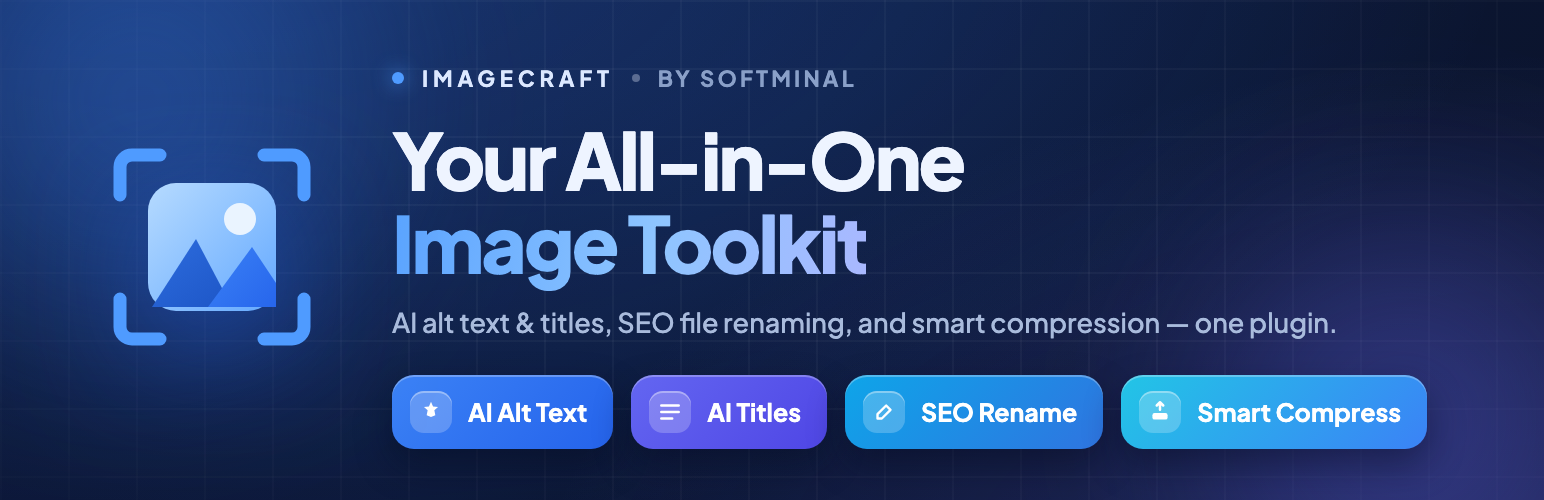 IMAGECRAFT • BY SOFTMINAL
Your All-in-One
Image Toolkit
AI alt text & titles, SEO file renaming, and smart compression — one plugin.
AI Alt Text
AI Titles
SEO Rename
Smart Compress